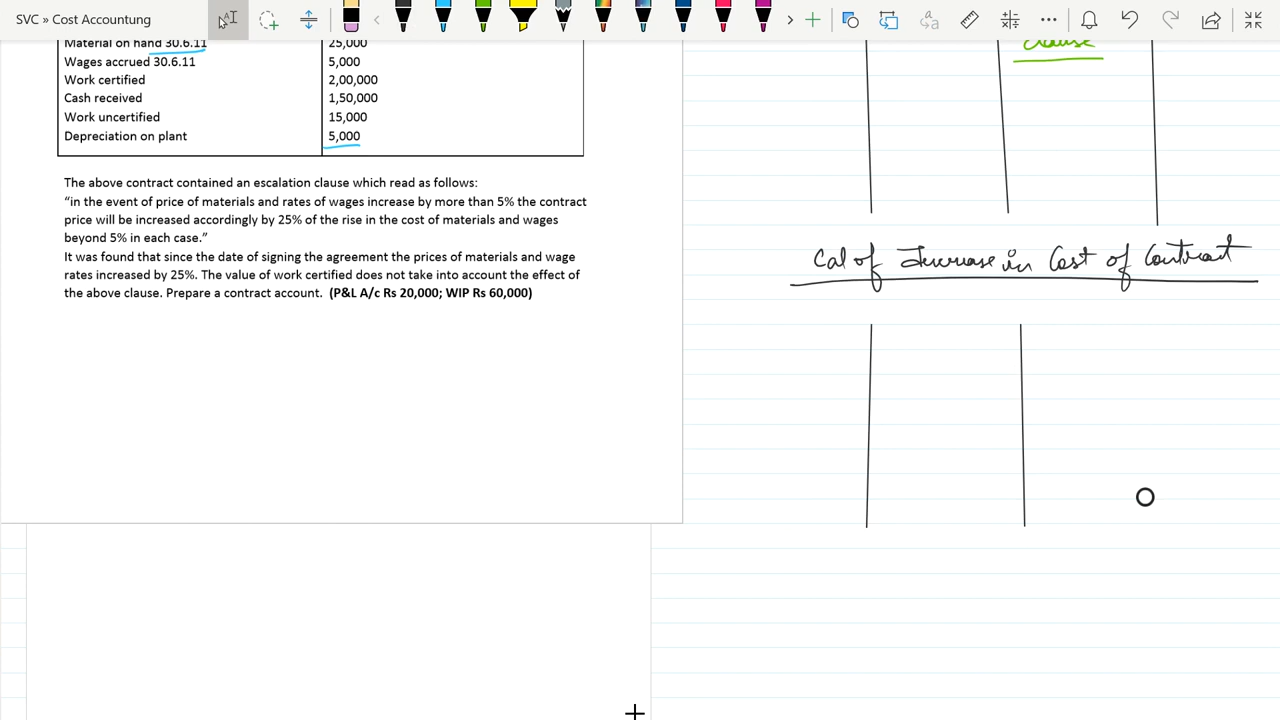 SVC » Cost Accountung
Material on hand 30.6.11 25,000
Wages accrued 30.6.11 5,000
Work certified 2,00,000
Cash received 1,50,000
Work uncertified 15,000
Depreciation on plant 5,000
The above contract contained an escalation clause which read as follows:
“in the event of price of materials and rates of wages increase by more than 5% the contract
price will be increased accordingly by 25% of the rise in the cost of materials and wages
beyond 5% in each case.”
It was found that since the date of signing the agreement the prices of materials and wage
rates increased by 25%. The value of work certified does not take into account the effect of
the above clause. Prepare a contract account. (P&L A/c Rs 20,000; WIP Rs 60,000)
clause
Cal of Increase in Cost of Contract